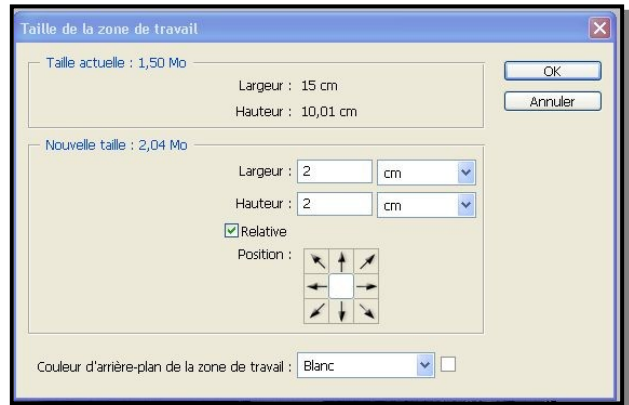 Taille de la zone de travail
Taille actuelle : 1,50 Mo
OK
Largeur : 15 cm
Annuler
Hauteur : 10,01 cm
Nouvelle taille : 2,04 Mo
Largeur : 2 cm
Hauteur : 2 cm
Relative
Position :
Couleur d'arrière-plan de la zone de travail : Blanc